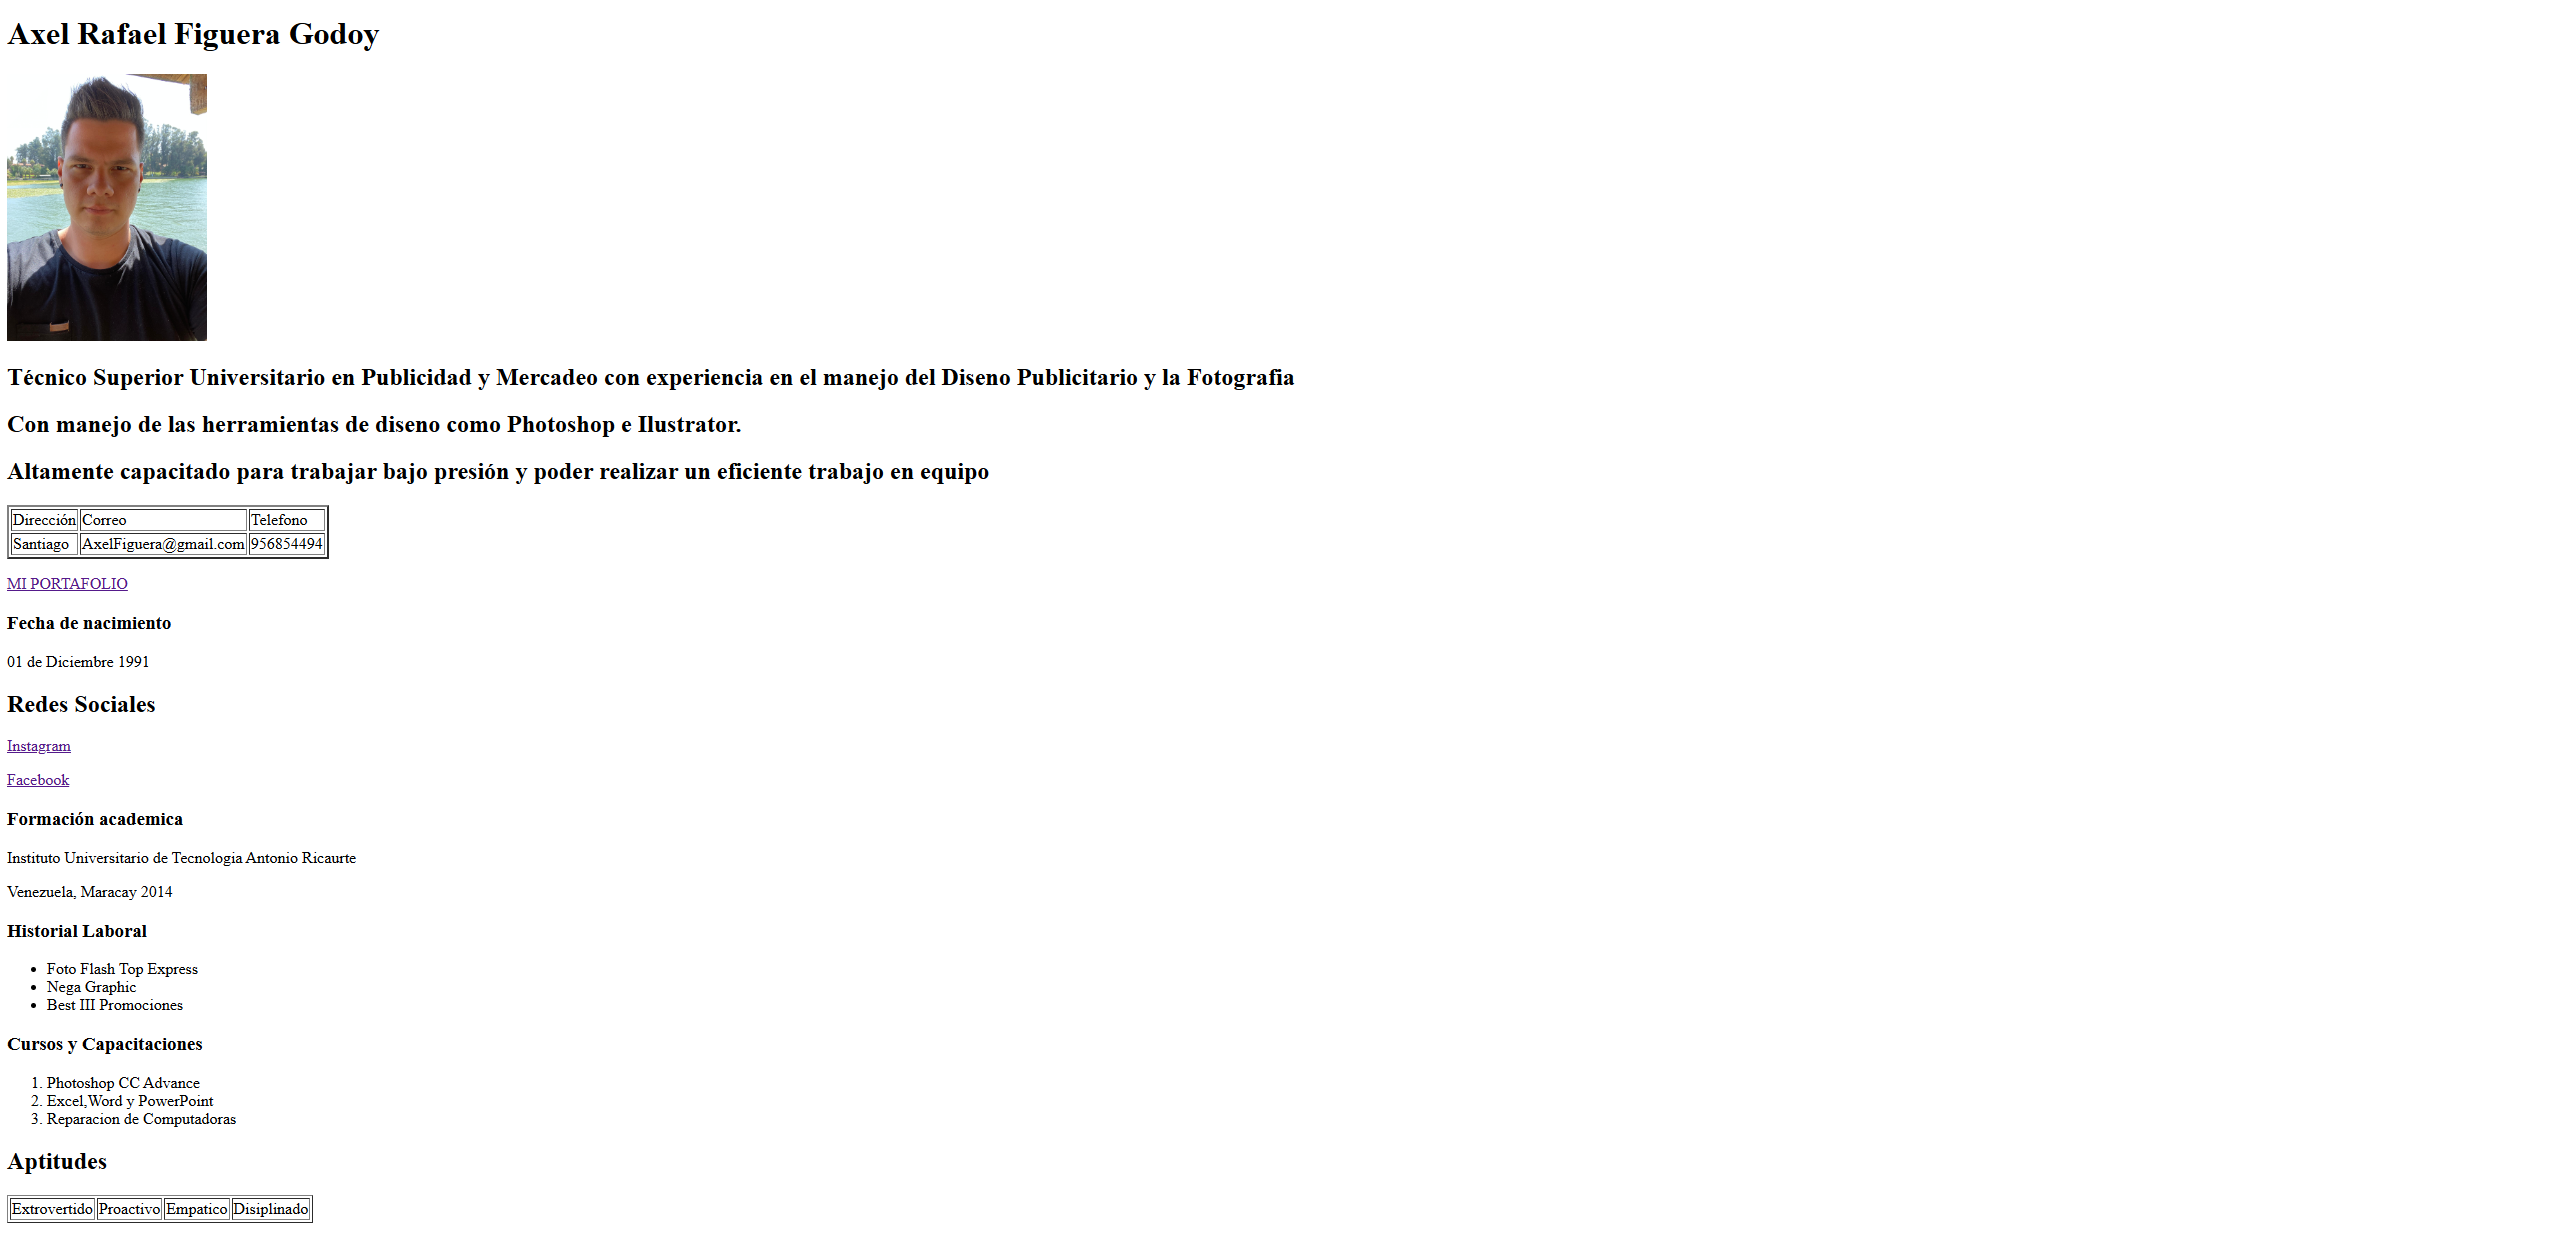 Axel Rafael Figuera Godoy
Técnico Superior Universitario en Publicidad y Mercadeo con experiencia en el manejo del Diseno Publicitario y la Fotografia
Con manejo de las herramientas de diseno como Photoshop e Ilustrator.
Altamente capacitado para trabajar bajo presión y poder realizar un eficiente trabajo en equipo
Dirección Correo Telefono
Santiago AxelFiguera@gmail.com 956854494
MI PORTAFOLIO
Fecha de nacimiento
01 de Diciembre 1991
Redes Sociales
Instagram
Facebook
Formación academica
Instituto Universitario de Tecnologia Antonio Ricaurte
Venezuela, Maracay 2014
Historial Laboral
• Foto Flash Top Express
• Nega Graphic
• Best III Promociones
Cursos y Capacitaciones
1. Photoshop CC Advance
2. Excel,Word y PowerPoint
3. Reparacion de Computadoras
Aptitudes
Extrovertido Proactivo Empatico Disiplinado